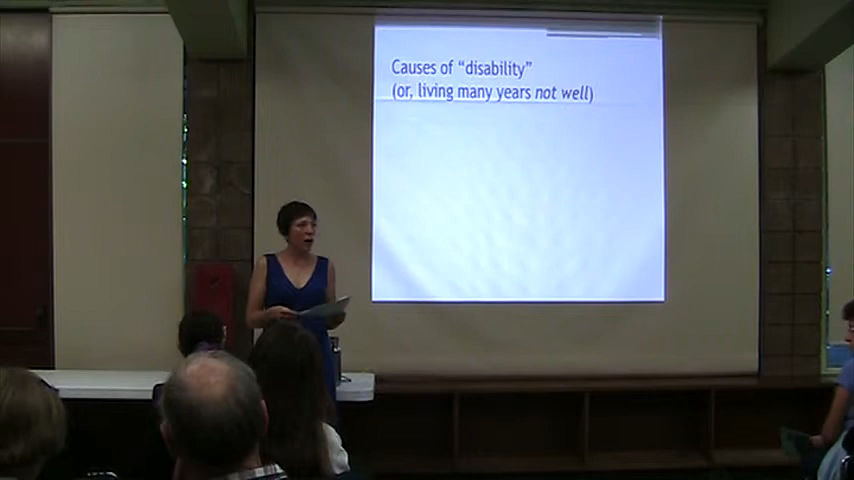 Causes of “disability”
(or, living many years not well)